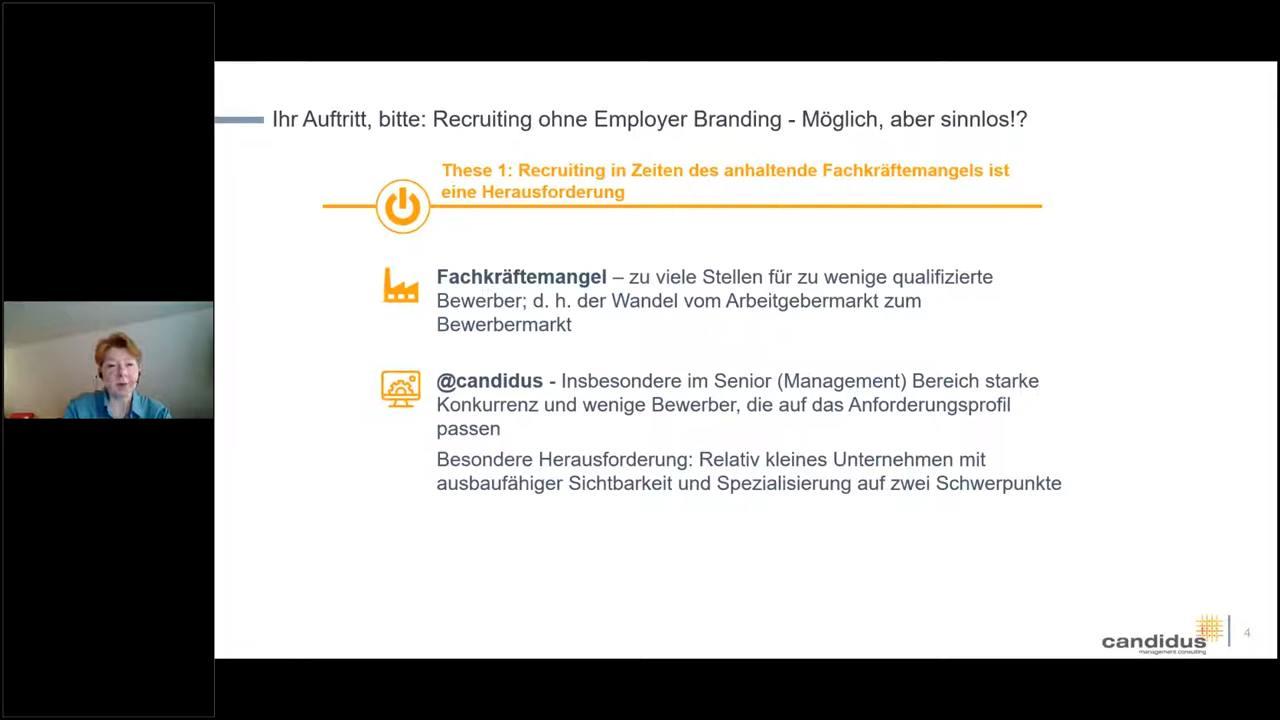 Ihr Auftritt, bitte: Recruiting ohne Employer Branding - Möglich, aber sinnlos!?
These 1: Recruiting in Zeiten des anhaltende Fachkräftemangels ist
eine Herausforderung
Fachkräftemangel – zu viele Stellen für zu wenige qualifizierte
Bewerber; d. h. der Wandel vom Arbeitgebermarkt zum
Bewerbermarkt
@candidus - Insbesondere im Senior (Management) Bereich starke
Konkurrenz und wenige Bewerber, die auf das Anforderungsprofil
passen
Besondere Herausforderung: Relativ kleines Unternehmen mit
ausbaufähiger Sichtbarkeit und Spezialisierung auf zwei Schwerpunkte
candidus
management consulting
4